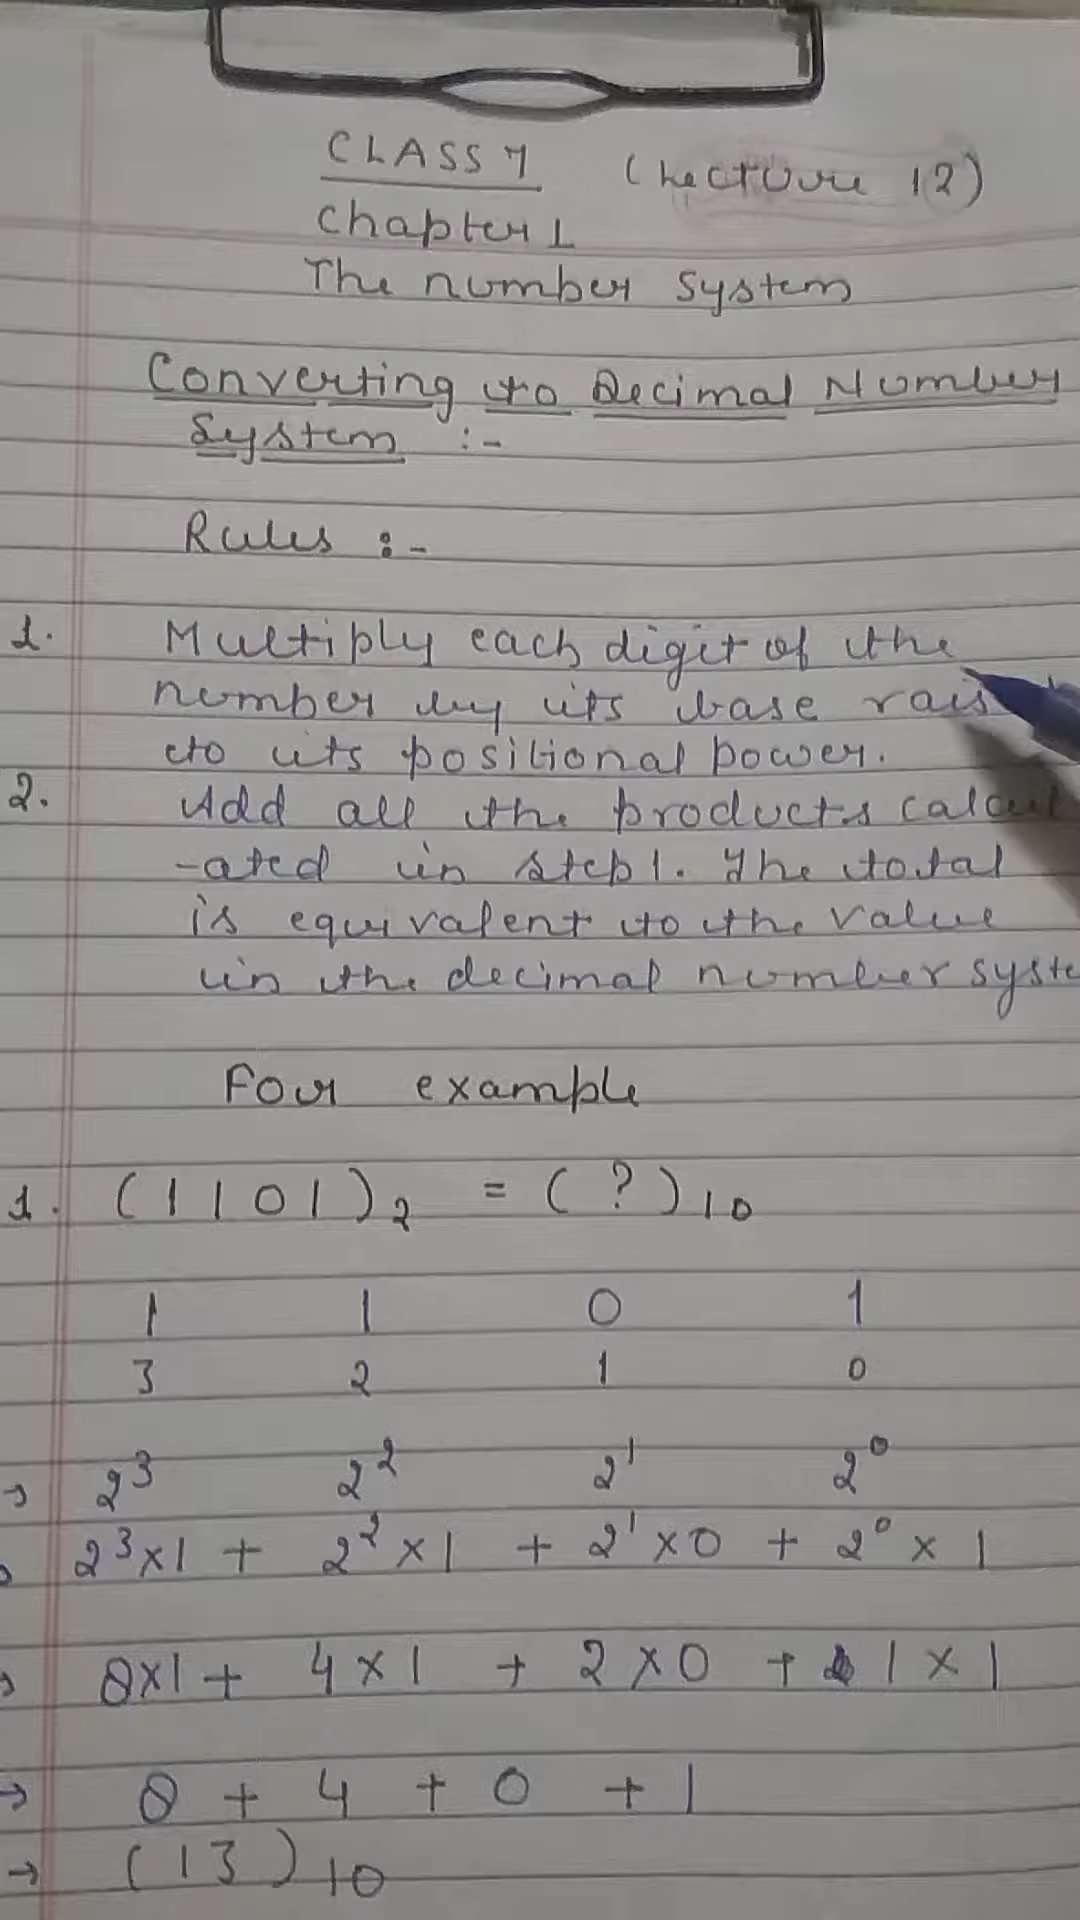 CLASS 7 (Lecture 12)
Chapter 1
The number System
Converting to Decimal Number
System :-
Rules :-
1. Multiply each digit of the
number by its base rais
to its positional power.
2. Add all the products calcul
-ated in step 1. The total
is equivalent to the value
in the decimal number syste
For example
1. (1101)₂ = (?)₁₀
1 1 0 1
3 2 1 0
→ 2³ 2² 2¹ 2⁰
→ 2³×1 + 2²×1 + 2¹×0 + 2⁰×1
→ 8×1 + 4×1 + 2×0 + 1×1
→ 8 + 4 + 0 + 1
→ (13)₁₀